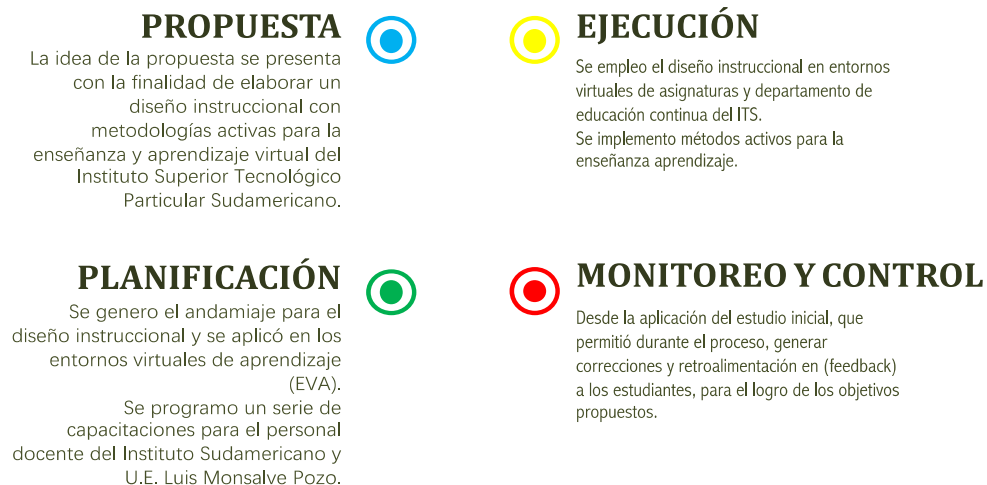 PROPUESTA
La idea de la propuesta se presenta
con la finalidad de elaborar un
diseño instruccional con
metodologías activas para la
enseñanza y aprendizaje virtual del
Instituto Superior Tecnológico
Particular Sudamericano.
EJECUCIÓN
Se empleo el diseño instruccional en entornos
virtuales de asignaturas y departamento de
educación continua del ITS.
Se implemento métodos activos para la
enseñanza aprendizaje.
PLANIFICACIÓN
Se genero el andamiaje para el
diseño instruccional y se aplicó en los
entornos virtuales de aprendizaje
(EVA).
Se programo un serie de
capacitaciones para el personal
docente del Instituto Sudamericano y
U.E. Luis Monsalve Pozo.
MONITOREO Y CONTROL
Desde la aplicación del estudio inicial, que
permitió durante el proceso, generar
correcciones y retroalimentación en (feedback)
a los estudiantes, para el logro de los objetivos
propuestos.